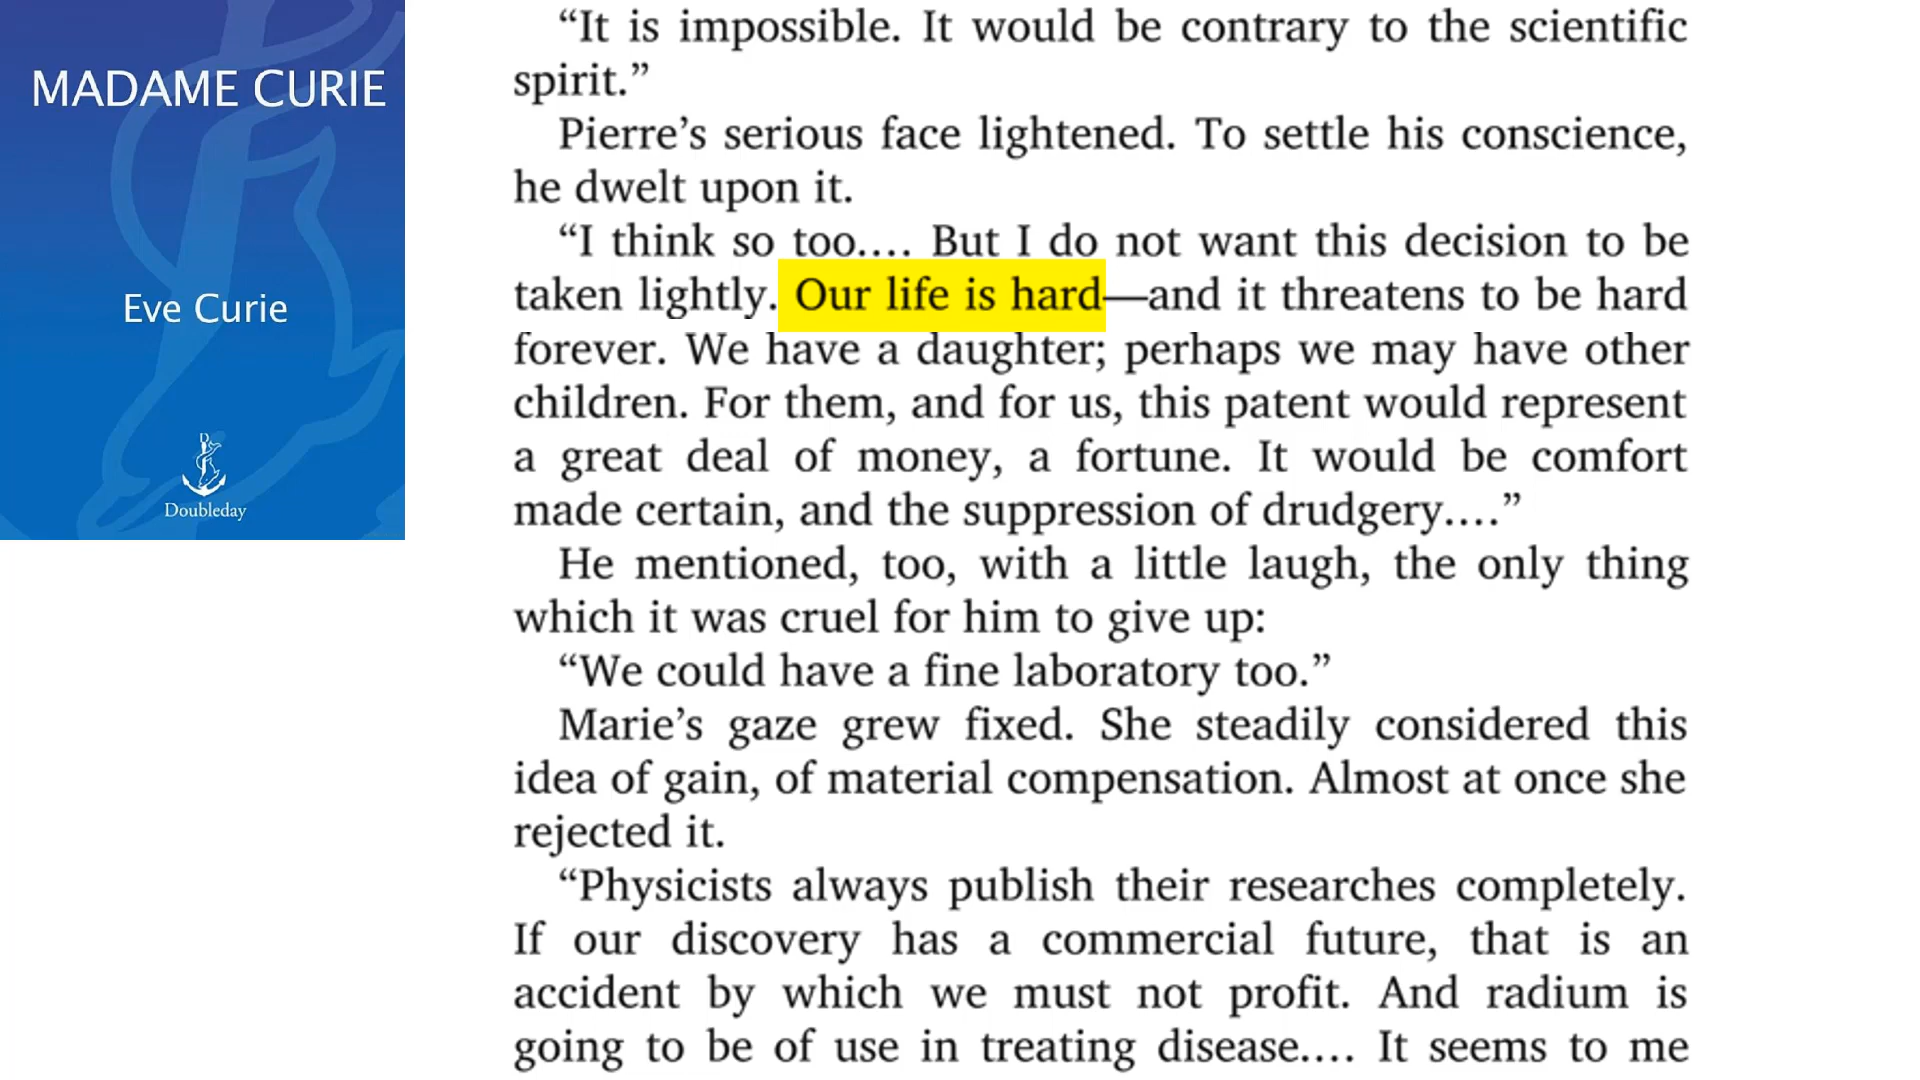 MADAME CURIE
Eve Curie
Doubleday
“It is impossible. It would be contrary to the scientific
spirit.”
Pierre’s serious face lightened. To settle his conscience,
he dwelt upon it.
“I think so too.... But I do not want this decision to be
taken lightly. Our life is hard—and it threatens to be hard
forever. We have a daughter; perhaps we may have other
children. For them, and for us, this patent would represent
a great deal of money, a fortune. It would be comfort
made certain, and the suppression of drudgery....”
He mentioned, too, with a little laugh, the only thing
which it was cruel for him to give up:
“We could have a fine laboratory too.”
Marie’s gaze grew fixed. She steadily considered this
idea of gain, of material compensation. Almost at once she
rejected it.
“Physicists always publish their researches completely.
If our discovery has a commercial future, that is an
accident by which we must not profit. And radium is
going to be of use in treating disease.... It seems to me